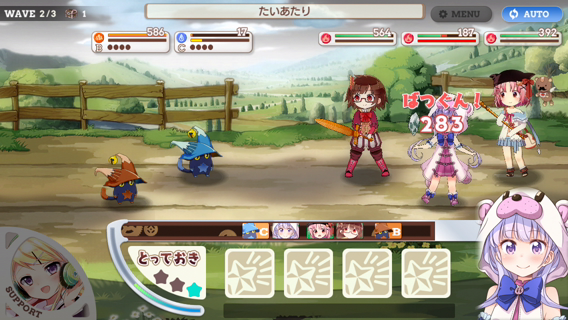 WAVE 2/3 1
たいあたり
MENU
AUTO
586
B
17
C
564
187
392
ばつぐん!
283
C
B
とっておき
SUPPORT